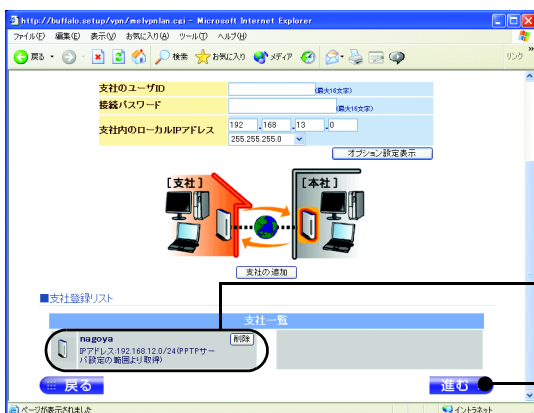 http://buffalo.setup/vpn/melvpnlan.cgi - Microsoft Internet Explorer
ファイル(F) 編集(E) 表示(V) お気に入り(A) ツール(T) ヘルプ(H)
戻る 検索 お気に入り メディア リンク »
支社のユーザID (最大16文字)
接続パスワード (最大16文字)
支社内のローカルIPアドレス 192 .168 .13 .0
255.255.255.0
オプション設定表示
[支社] [本社]
支社の追加
■支社登録リスト
支社一覧
nagoya 削除
IPアドレス:192.168.12.0/24(PPTPサー
バ設定の範囲より取得)
戻る 進む
ページが表示されました イントラネット